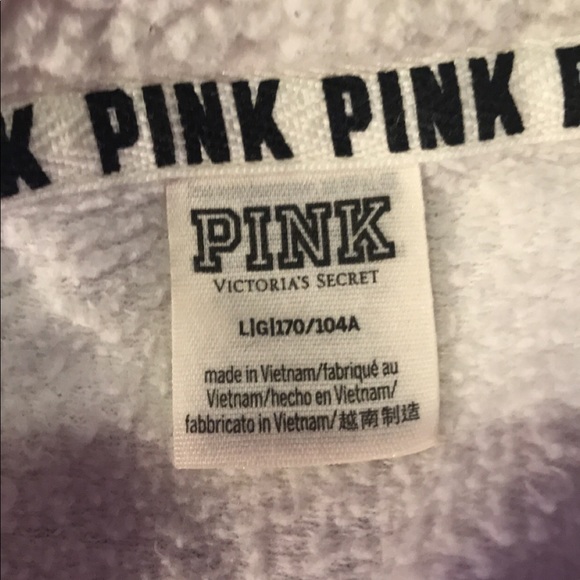 K PINK PINK
PINK
VICTORIA'S SECRET
L|G|170/104A
made in Vietnam/fabriqué au
Vietnam/hecho en Vietnam/
fabbricato in Vietnam/越南制造